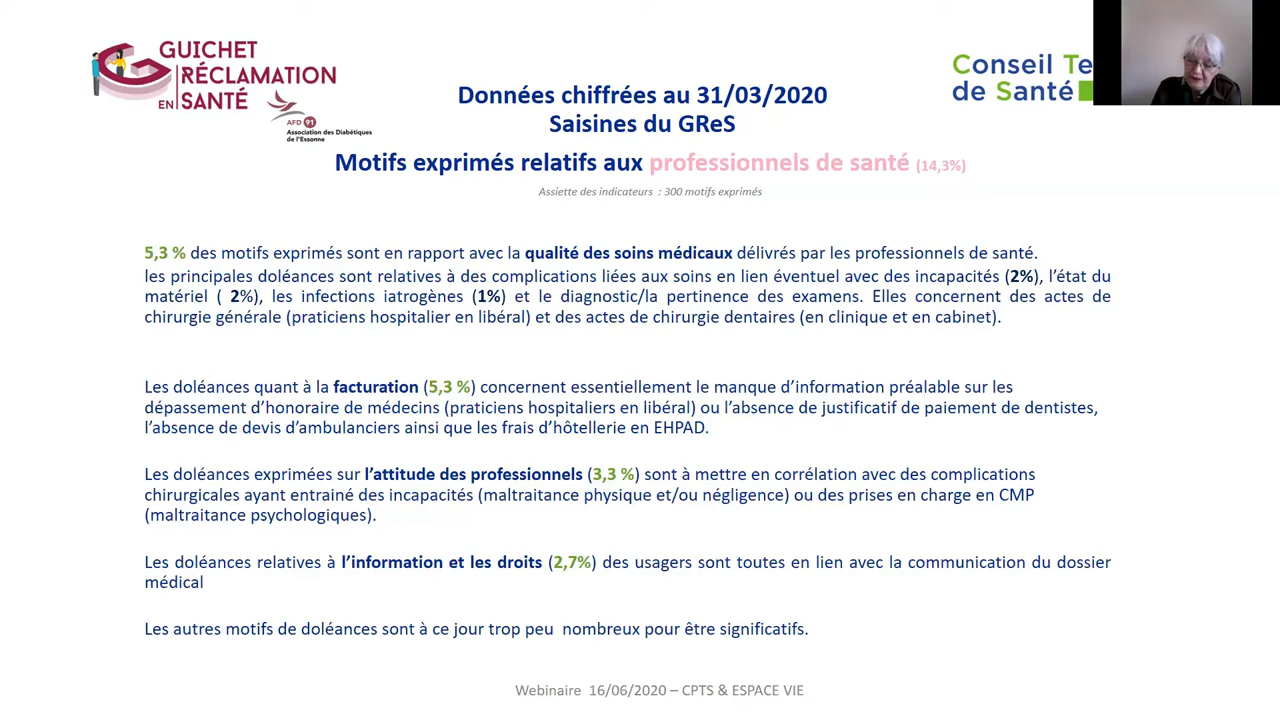 GUICHET
RÉCLAMATION
EN SANTÉ
AFD 91
Association des Diabétiques
de l'Essonne
Conseil Te
de Santé
Données chiffrées au 31/03/2020
Saisines du GReS
Motifs exprimés relatifs aux professionnels de santé (14,3%)
Assiette des indicateurs : 300 motifs exprimés
5,3 % des motifs exprimés sont en rapport avec la qualité des soins médicaux délivrés par les professionnels de santé.
les principales doléances sont relatives à des complications liées aux soins en lien éventuel avec des incapacités (2%), l'état du
matériel ( 2%), les infections iatrogènes (1%) et le diagnostic/la pertinence des examens. Elles concernent des actes de
chirurgie générale (praticiens hospitalier en libéral) et des actes de chirurgie dentaires (en clinique et en cabinet).
Les doléances quant à la facturation (5,3 %) concernent essentiellement le manque d'information préalable sur les
dépassement d'honoraire de médecins (praticiens hospitaliers en libéral) ou l'absence de justificatif de paiement de dentistes,
l'absence de devis d'ambulanciers ainsi que les frais d'hôtellerie en EHPAD.
Les doléances exprimées sur l'attitude des professionnels (3,3 %) sont à mettre en corrélation avec des complications
chirurgicales ayant entrainé des incapacités (maltraitance physique et/ou négligence) ou des prises en charge en CMP
(maltraitance psychologiques).
Les doléances relatives à l'information et les droits (2,7%) des usagers sont toutes en lien avec la communication du dossier
médical
Les autres motifs de doléances sont à ce jour trop peu nombreux pour être significatifs.
Webinaire 16/06/2020 – CPTS & ESPACE VIE